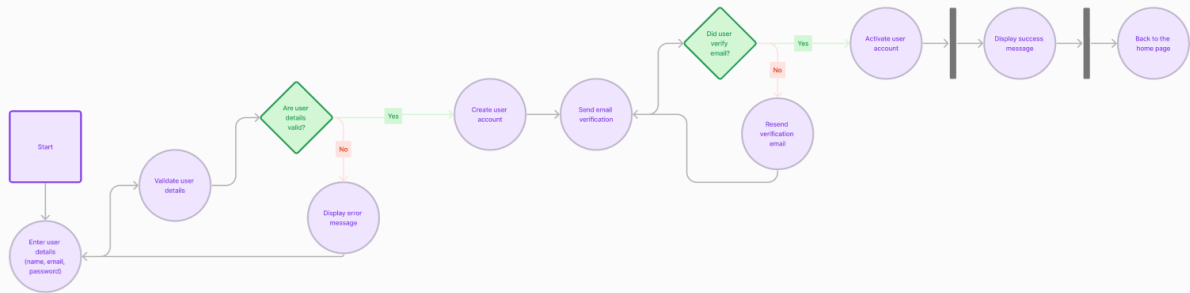 Start
Enter user
details
(name, email,
password)
Validate user
details
Are user
details
valid?
Yes
No
Display error
message
Create user
account
Send email
verification
Did user
verify
email?
Yes
No
Resend
verification
email
Activate user
account
Display success
message
Back to the
home page